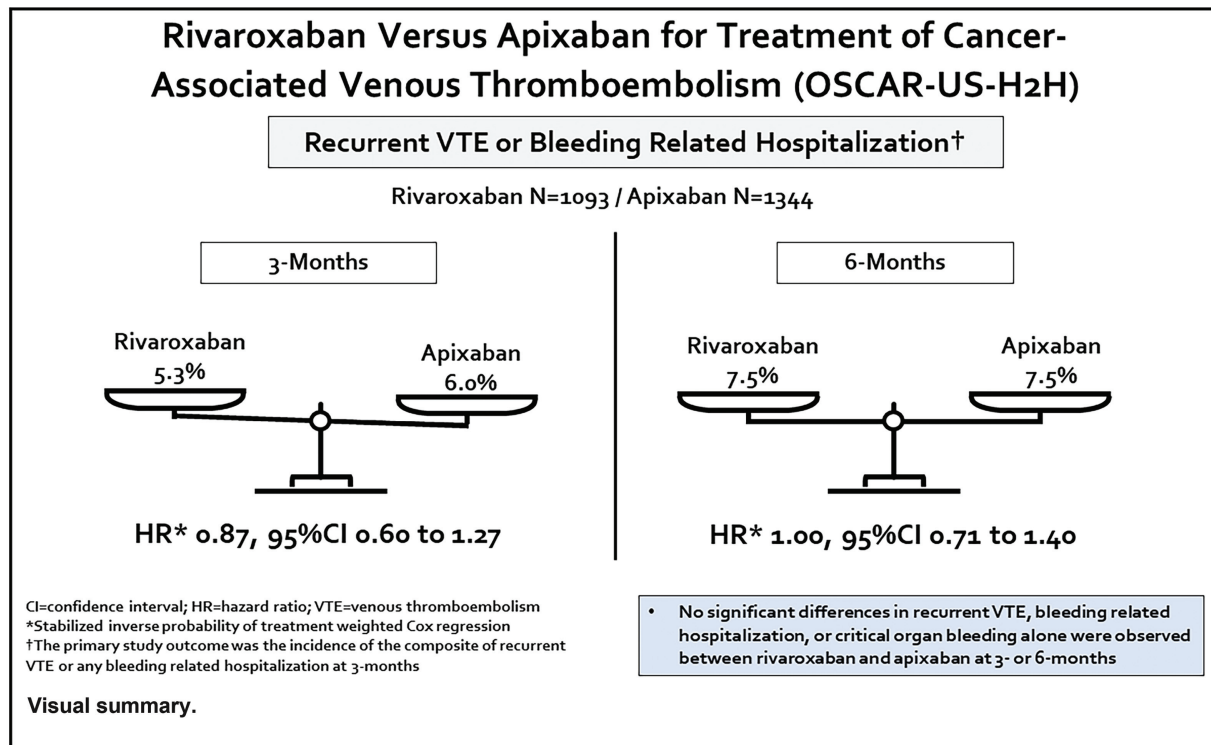 Rivaroxaban Versus Apixaban for Treatment of Cancer-
Associated Venous Thromboembolism (OSCAR-US-H2H)
Recurrent VTE or Bleeding Related Hospitalization†
Rivaroxaban N=1093 / Apixaban N=1344
3-Months
Rivaroxaban
5.3%
Apixaban
6.0%
HR* 0.87, 95%CI 0.60 to 1.27
6-Months
Rivaroxaban
7.5%
Apixaban
7.5%
HR* 1.00, 95%CI 0.71 to 1.40
CI=confidence interval; HR=hazard ratio; VTE=venous thromboembolism
*Stabilized inverse probability of treatment weighted Cox regression
†The primary study outcome was the incidence of the composite of recurrent
VTE or any bleeding related hospitalization at 3-months
• No significant differences in recurrent VTE, bleeding related
hospitalization, or critical organ bleeding alone were observed
between rivaroxaban and apixaban at 3- or 6-months
Visual summary.